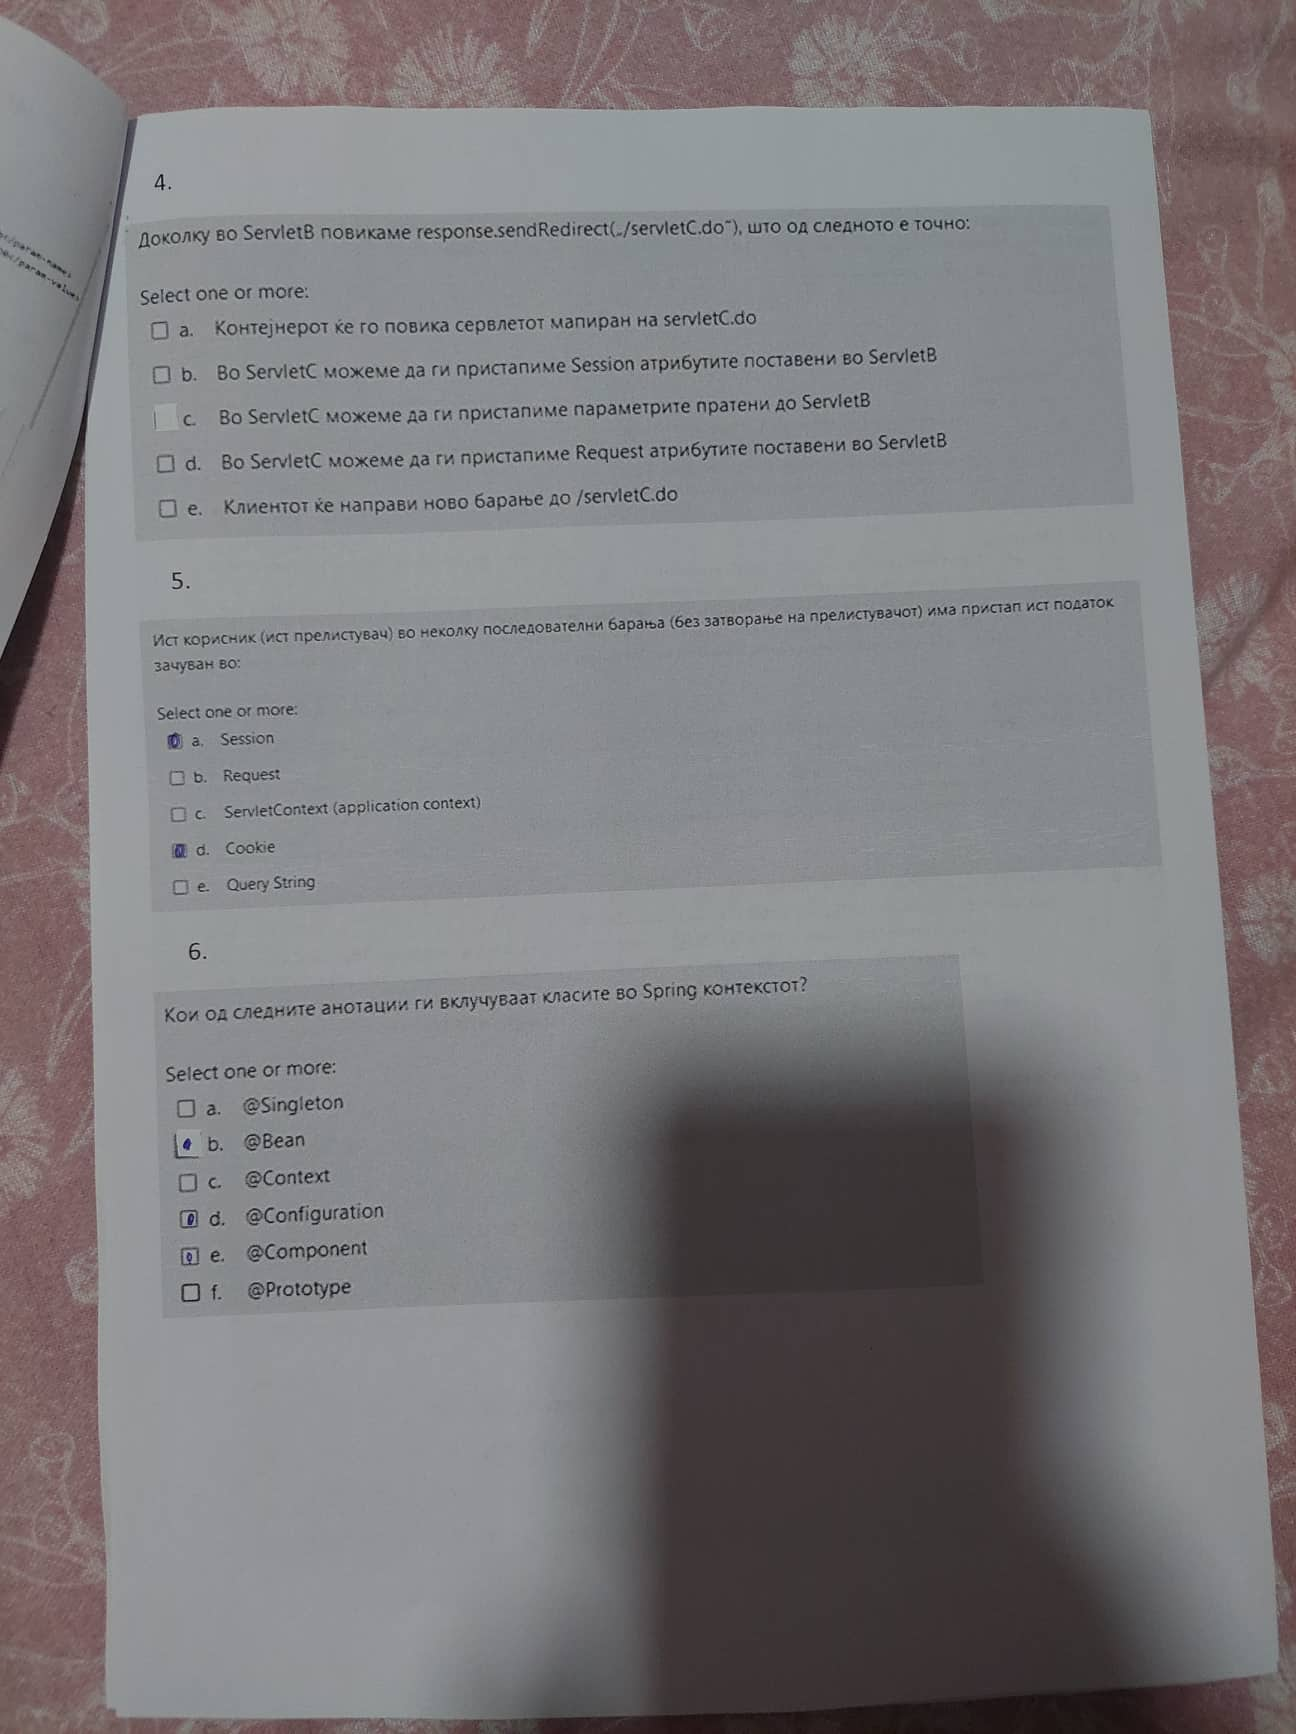 4.
Доколку во ServletB повикаме response.sendRedirect(„/servletC.do“), што од следното е точно:
Select one or more:
a. Контејнерот ќе го повика сервлетот мапиран на servletC.do
b. Во ServletC можеме да ги пристапиме Session атрибутите поставени во ServletB
c. Во ServletC можеме да ги пристапиме параметрите пратени до ServletB
d. Во ServletC можеме да ги пристапиме Request атрибутите поставени во ServletB
e. Клиентот ќе направи ново барање до /servletC.do
5.
Ист корисник (ист прелистувач) во неколку последователни барања (без затворање на прелистувачот) има пристап ист податок
зачуван во:
Select one or more:
a. Session
b. Request
c. ServletContext (application context)
d. Cookie
e. Query String
6.
Кои од следните анотации ги вклучуваат класите во Spring контекстот?
Select one or more:
a. @Singleton
b. @Bean
c. @Context
d. @Configuration
e. @Component
f. @Prototype